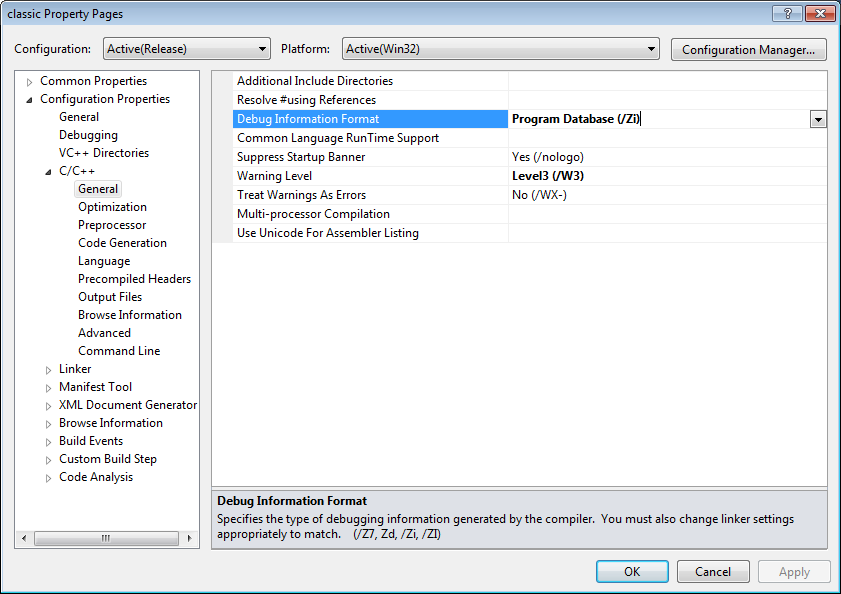 classic Property Pages
Configuration: Active(Release) Platform: Active(Win32) Configuration Manager...
Common Properties
Configuration Properties
General
Debugging
VC++ Directories
C/C++
General
Optimization
Preprocessor
Code Generation
Language
Precompiled Headers
Output Files
Browse Information
Advanced
Command Line
Linker
Manifest Tool
XML Document Generator
Browse Information
Build Events
Custom Build Step
Code Analysis
Additional Include Directories
Resolve #using References
Debug Information Format Program Database (/Zi)
Common Language RunTime Support
Suppress Startup Banner Yes (/nologo)
Warning Level Level3 (/W3)
Treat Warnings As Errors No (/WX-)
Multi-processor Compilation
Use Unicode For Assembler Listing
Debug Information Format
Specifies the type of debugging information generated by the compiler. You must also change linker settings
appropriately to match. (/Z7, Zd, /Zi, /ZI)
OK Cancel Apply